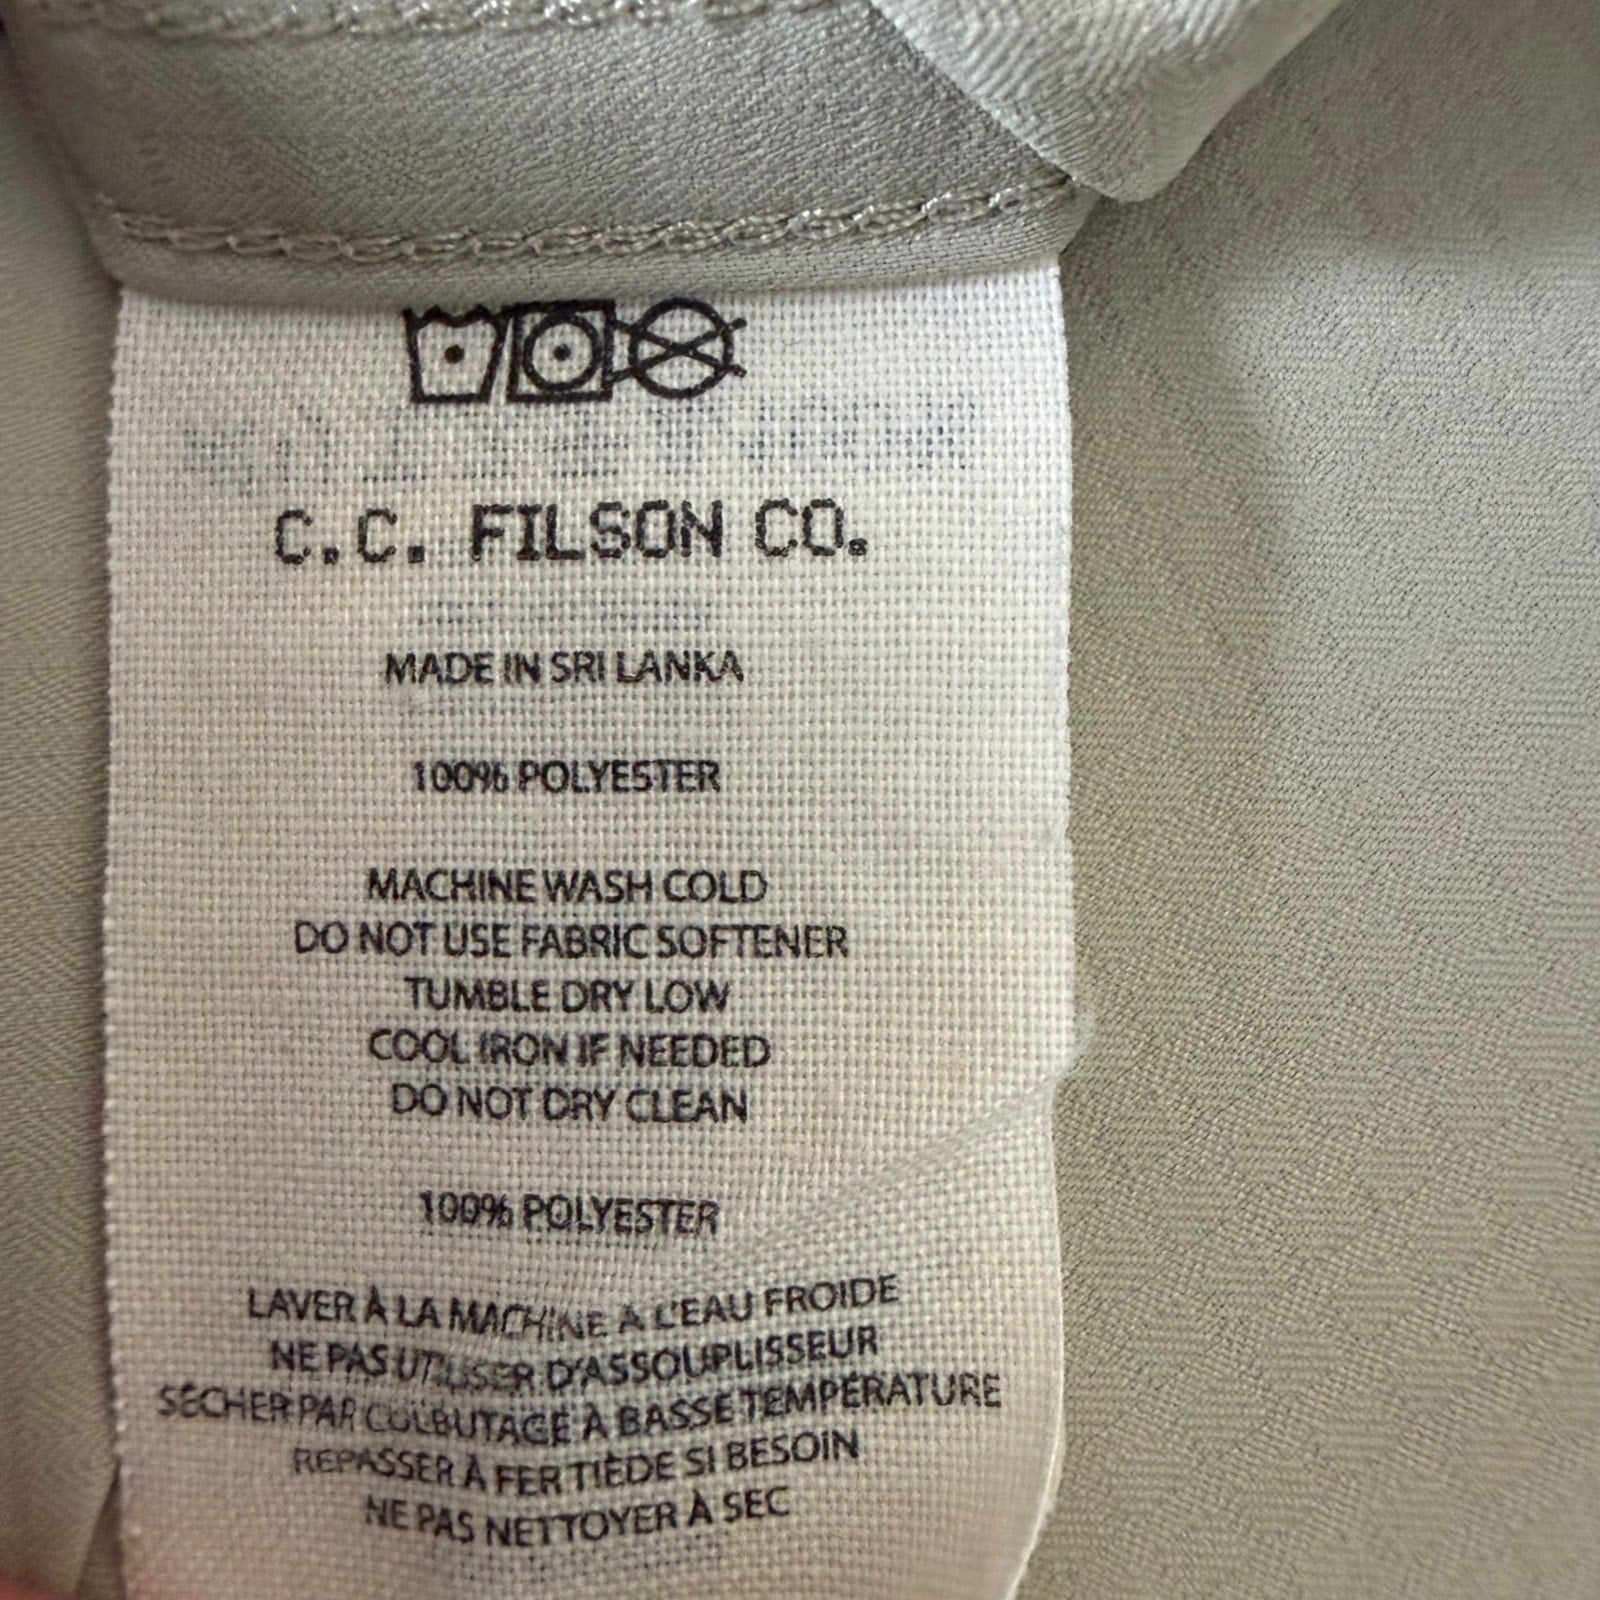 C.C. FILSON CO.
MADE IN SRI LANKA
100% POLYESTER
MACHINE WASH COLD
DO NOT USE FABRIC SOFTENER
TUMBLE DRY LOW
COOL IRON IF NEEDED
DO NOT DRY CLEAN
100% POLYESTER
LAVER À LA MACHINE À L'EAU FROIDE
NE PAS UTILISER D'ASSOUPLISSEUR
SÉCHER PAR CULBUTAGE À BASSE TEMPÉRATURE
REPASSER À FER TIÈDE SI BESOIN
NE PAS NETTOYER À SEC